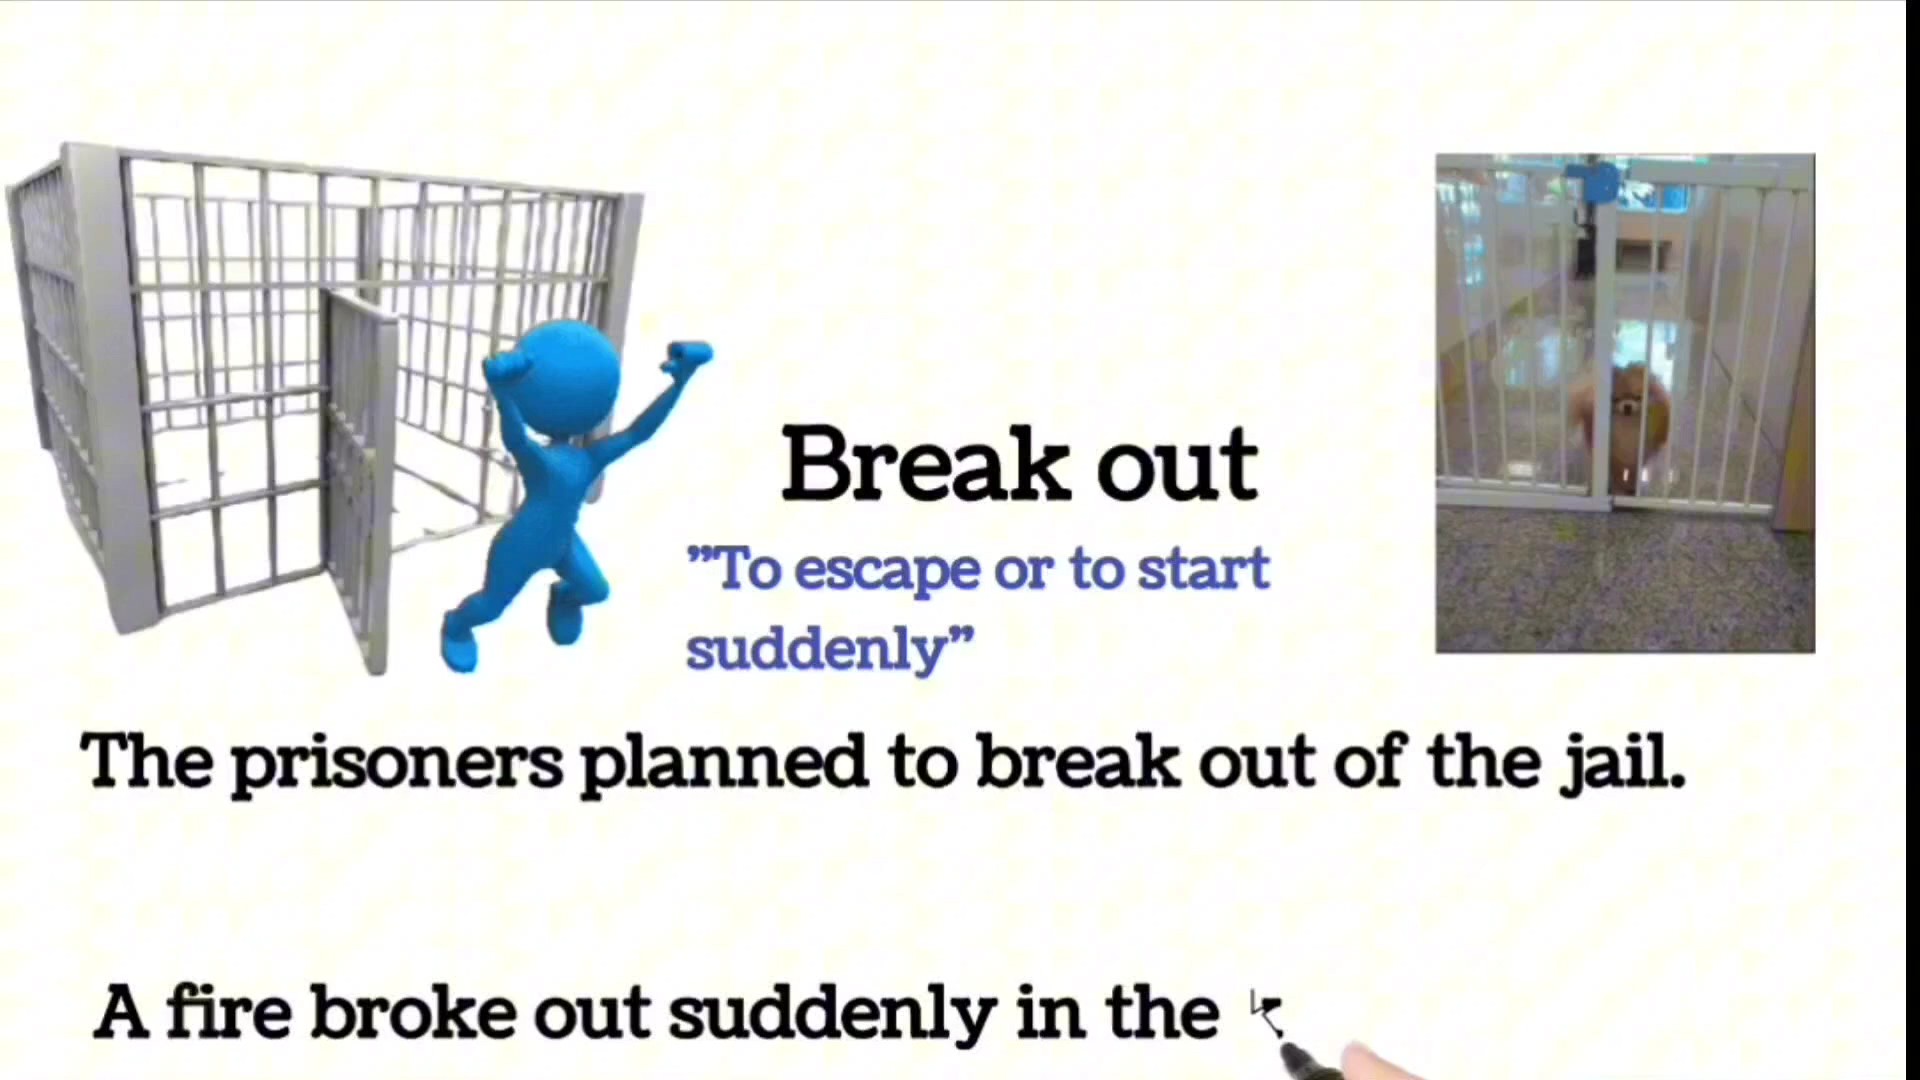 Break out
”To escape or to start
suddenly”
The prisoners planned to break out of the jail.
A fire broke out suddenly in the